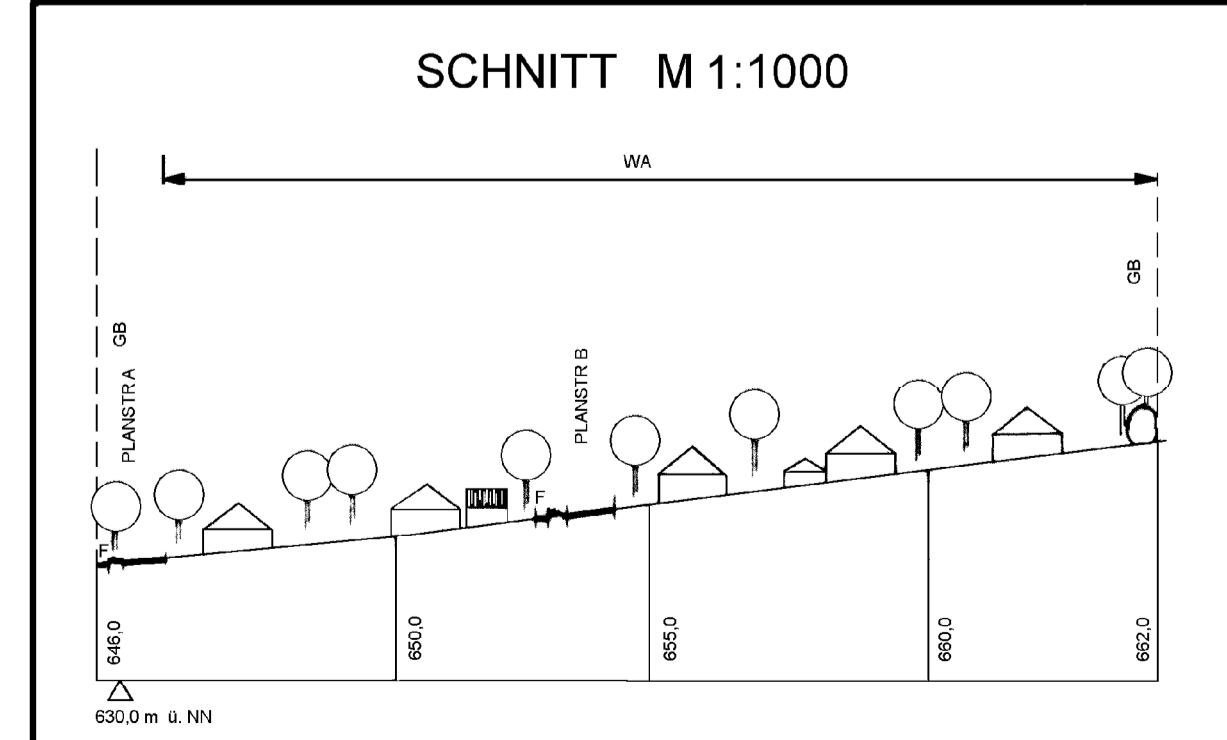 SCHNITT M 1:1000
WA
GB
GB
PLANSTR A
PLANSTR B
F
F
646,0
650,0
655,0
660,0
662,0
630,0 m ü. NN